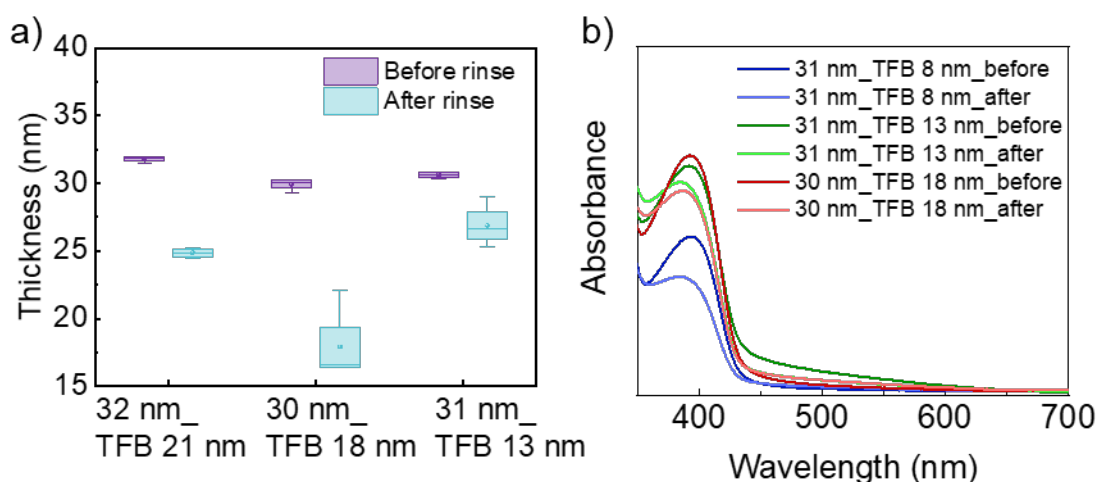 a)
40
35
30
25
20
15
Thickness (nm)
Before rinse
After rinse
32 nm_
TFB 21 nm
30 nm_
TFB 18 nm
31 nm_
TFB 13 nm
b)
Absorbance
31 nm_TFB 8 nm_before
31 nm_TFB 8 nm_after
31 nm_TFB 13 nm_before
31 nm_TFB 13 nm_after
30 nm_TFB 18 nm_before
30 nm_TFB 18 nm_after
400 500 600 700
Wavelength (nm)